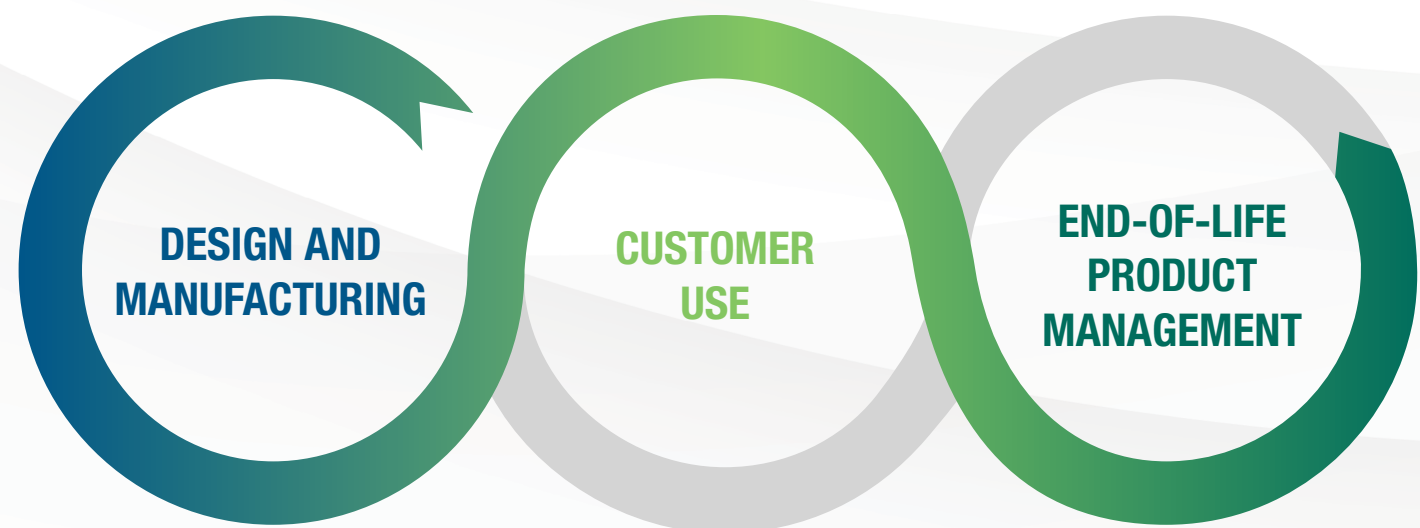 DESIGN AND
MANUFACTURING
CUSTOMER
USE
END-OF-LIFE
PRODUCT
MANAGEMENT